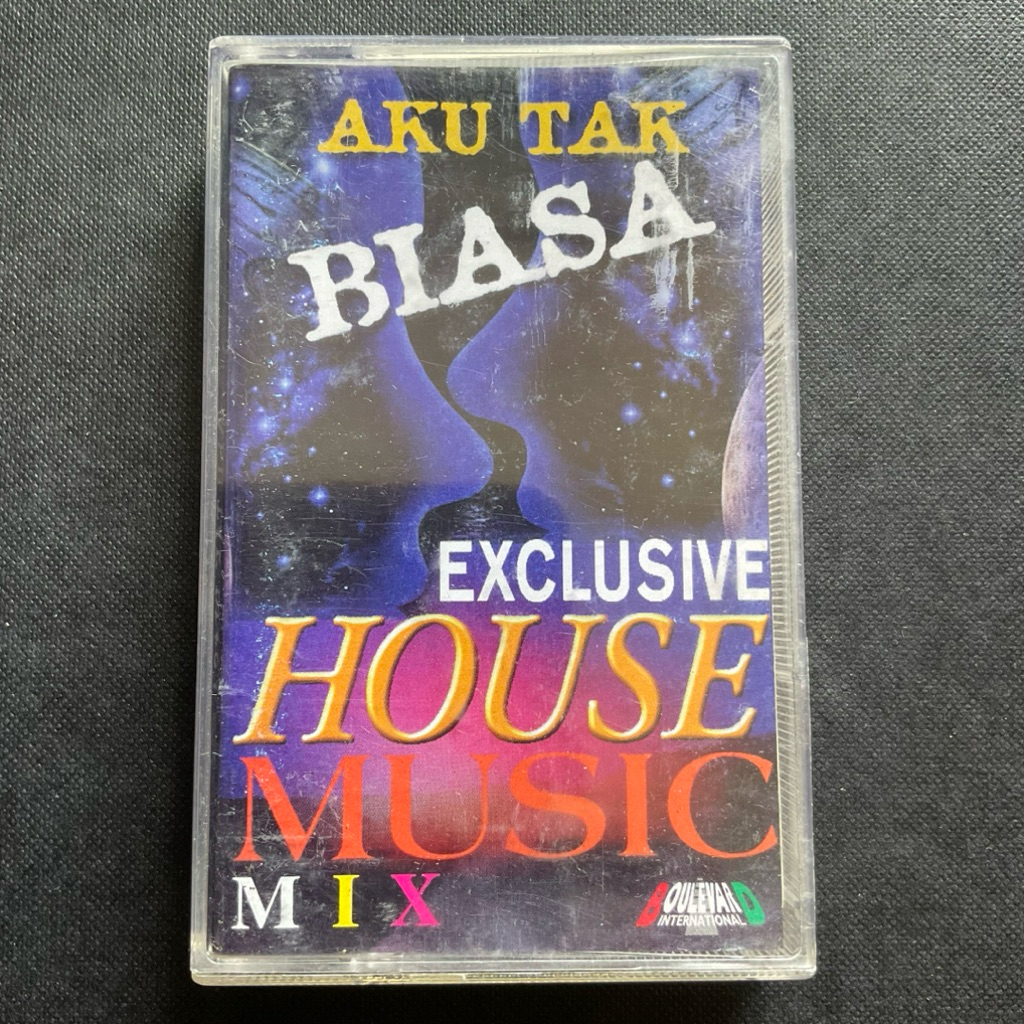 AKU TAK
BIASA
EXCLUSIVE
HOUSE
MUSIC
MIX
BOULEVARD
INTERNATIONAL